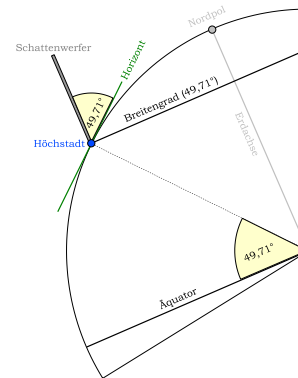 Nordpol
Schattenwerfer
Horizont
49,71°
Breitengrad (49,71°)
Höchstadt
Erdachse
49,71°
Äquator